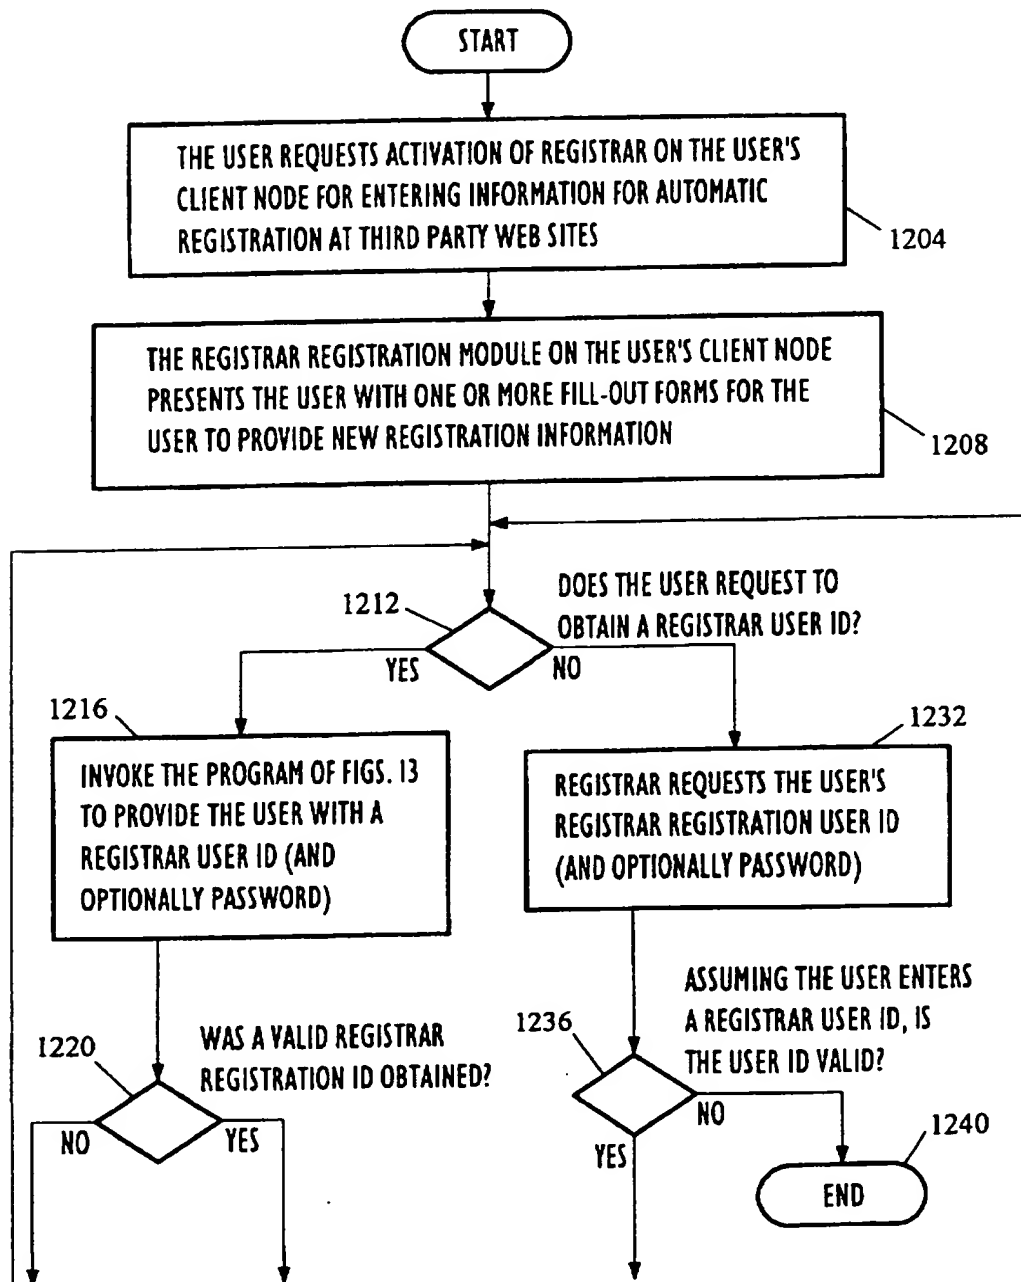 START
THE USER REQUESTS ACTIVATION OF REGISTRAR ON THE USER'S
CLIENT NODE FOR ENTERING INFORMATION FOR AUTOMATIC
REGISTRATION AT THIRD PARTY WEB SITES
1204
THE REGISTRAR REGISTRATION MODULE ON THE USER'S CLIENT NODE
PRESENTS THE USER WITH ONE OR MORE FILL-OUT FORMS FOR THE
USER TO PROVIDE NEW REGISTRATION INFORMATION
1208
1212
DOES THE USER REQUEST TO
OBTAIN A REGISTRAR USER ID?
YES
NO
1216
INVOKE THE PROGRAM OF FIGS. 13
TO PROVIDE THE USER WITH A
REGISTRAR USER ID (AND
OPTIONALLY PASSWORD)
1232
REGISTRAR REQUESTS THE USER'S
REGISTRAR REGISTRATION USER ID
(AND OPTIONALLY PASSWORD)
1220
WAS A VALID REGISTRAR
REGISTRATION ID OBTAINED?
NO
YES
1236
ASSUMING THE USER ENTERS
A REGISTRAR USER ID, IS
THE USER ID VALID?
NO
YES
1240
END